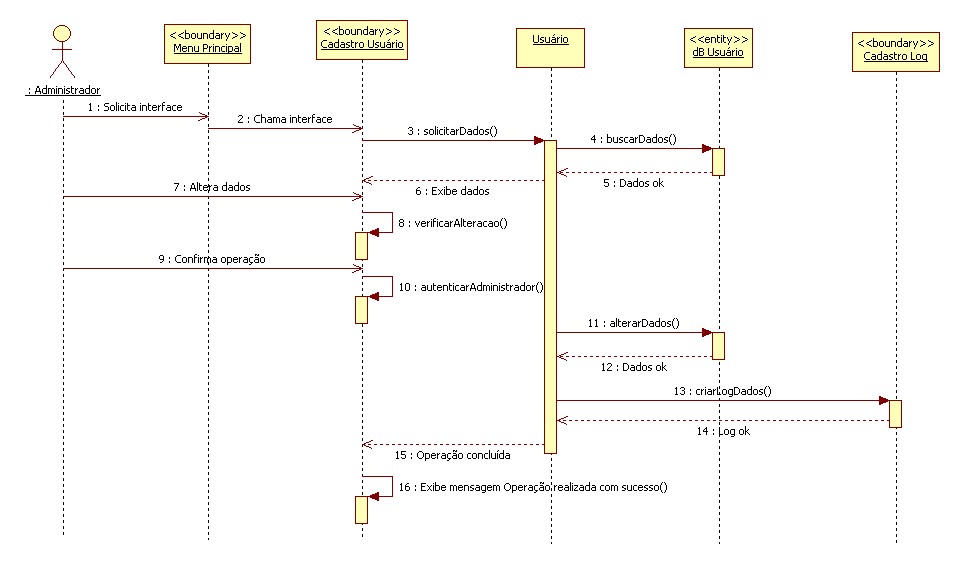 <<boundary>>
Menu Principal
<<boundary>>
Cadastro Usuário
Usuário
<<entity>>
dB Usuário
<<boundary>>
Cadastro Log
: Administrador
1 : Solicita interface
2 : Chama interface
3 : solicitarDados()
4 : buscarDados()
5 : Dados ok
6 : Exibe dados
7 : Altera dados
8 : verificarAlteracao()
9 : Confirma operação
10 : autenticarAdministrador()
11 : alterarDados()
12 : Dados ok
13 : criarLogDados()
14 : Log ok
15 : Operação concluída
16 : Exibe mensagem Operação realizada com sucesso()